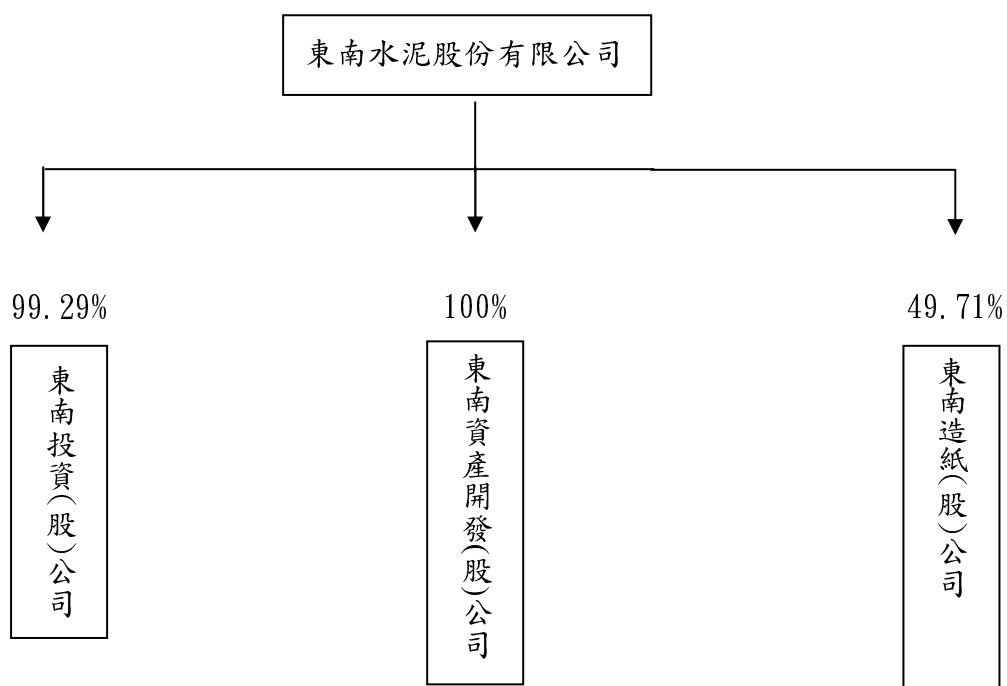 東南水泥股份有限公司
99.29%
100%
49.71%
東南投資(股)公司
東南資產開發(股)公司
東南造紙(股)公司